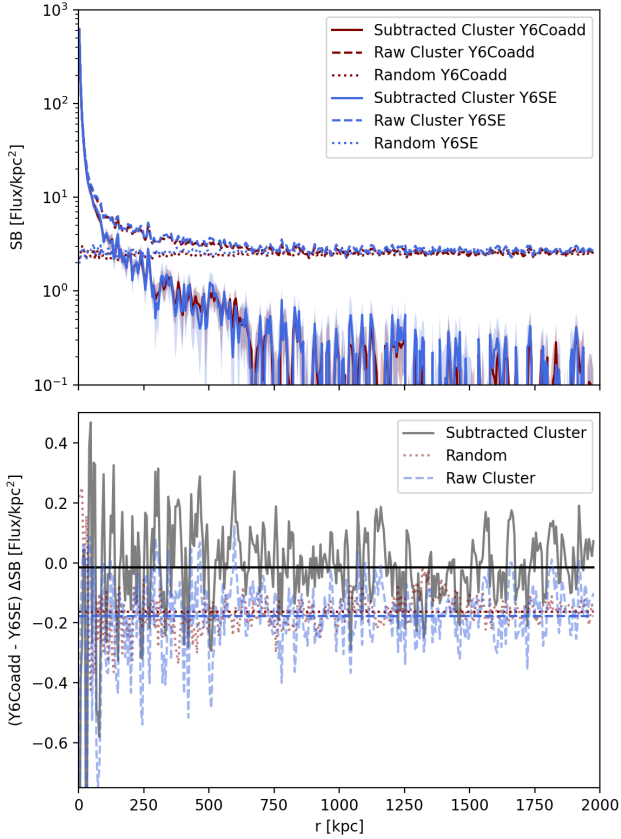 10³
10²
10¹
10⁰
10⁻¹
SB [Flux/kpc²]
Subtracted Cluster Y6Coadd
Raw Cluster Y6Coadd
Random Y6Coadd
Subtracted Cluster Y6SE
Raw Cluster Y6SE
Random Y6SE
0.4
0.2
0.0
−0.2
−0.4
−0.6
(Y6Coadd - Y6SE) ΔSB [Flux/kpc²]
Subtracted Cluster
Random
Raw Cluster
0 250 500 750 1000 1250 1500 1750 2000
r [kpc]